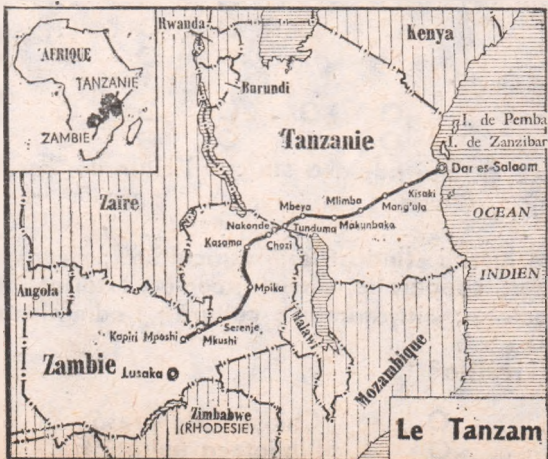 AFRIQUE
TANZANIE
ZAMBIE
Rwanda
Burundi
Kenya
Tanzanie
I. de Pemba
I. de Zanzibar
Dar es-Salaam
Zaïre
Mbeya
Mlimba
Kisaki
Mang'ula
Makunbaka
Nakonde
Tunduma
Kasama
Chozi
OCEAN
INDIEN
Angola
Mpika
Malawi
Kapiri Mposhi
Serenje
Mkushi
Zambie
Lusaka
Mozambique
Zimbabwe
(RHODESIE)
Le Tanzam